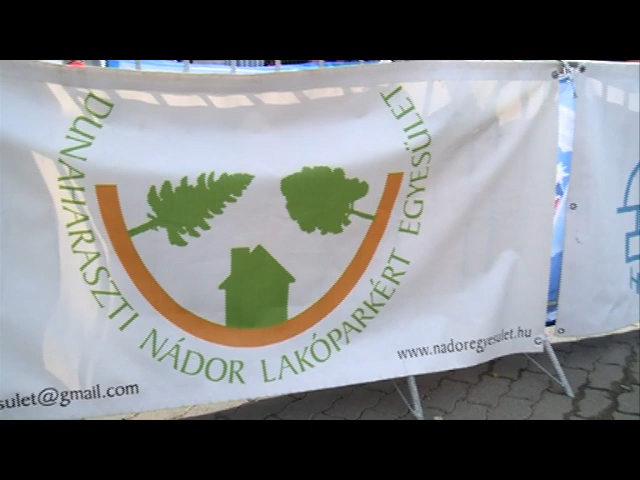 DUNAHARASZTI NÁDOR LAKÓPARKÉRT EGYESÜLET
www.nadoregyesulet.hu
sulet@gmail.com